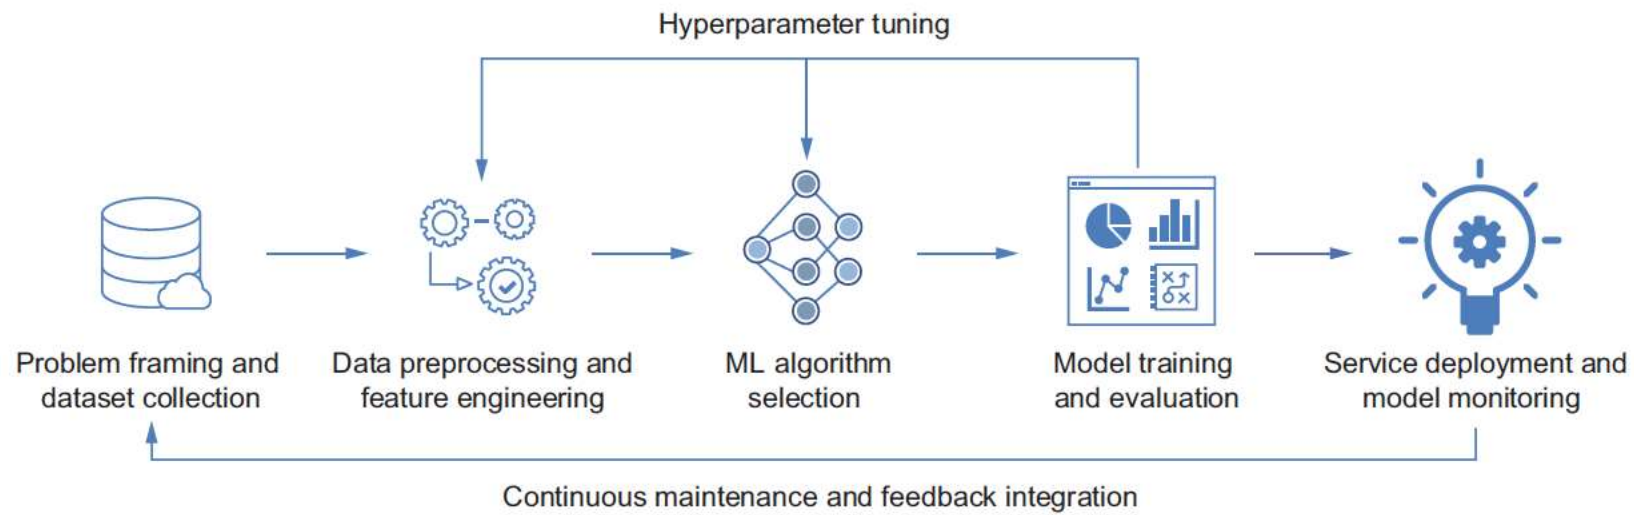 Hyperparameter tuning
Problem framing and
dataset collection
Data preprocessing and
feature engineering
ML algorithm
selection
Model training
and evaluation
Service deployment and
model monitoring
Continuous maintenance and feedback integration